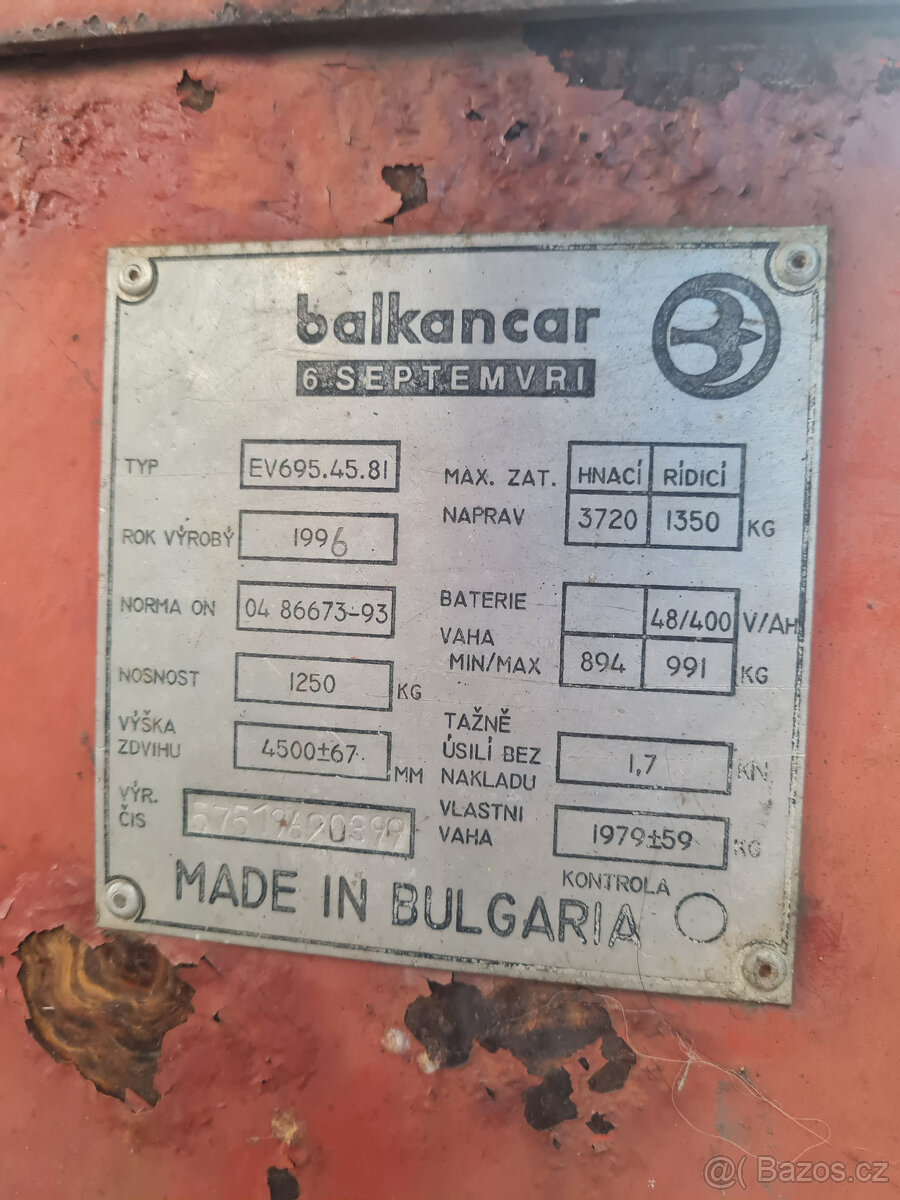 balkancar
6 SEPTEMVRI
TYP EV695.45.81
ROK VÝROBÝ 1996
NORMA ON 04 86673-93
NOSNOST 1250 KG
VÝŠKA
ZDVIHU 4500±67 MM
VÝR.
ČIS
MAX. ZAT. HNACÍ RÍDICÍ
NAPRAV 3720 1350 KG
BATERIE 48/400 V/AH
VAHA
MIN/MAX 894 991 KG
TAŽNĚ
ÚSILÍ BEZ 1,7 KN
NAKLADU
VLASTNI
VAHA 1979±59 KG
KONTROLA
MADE IN BULGARIA
@( Bazos.cz